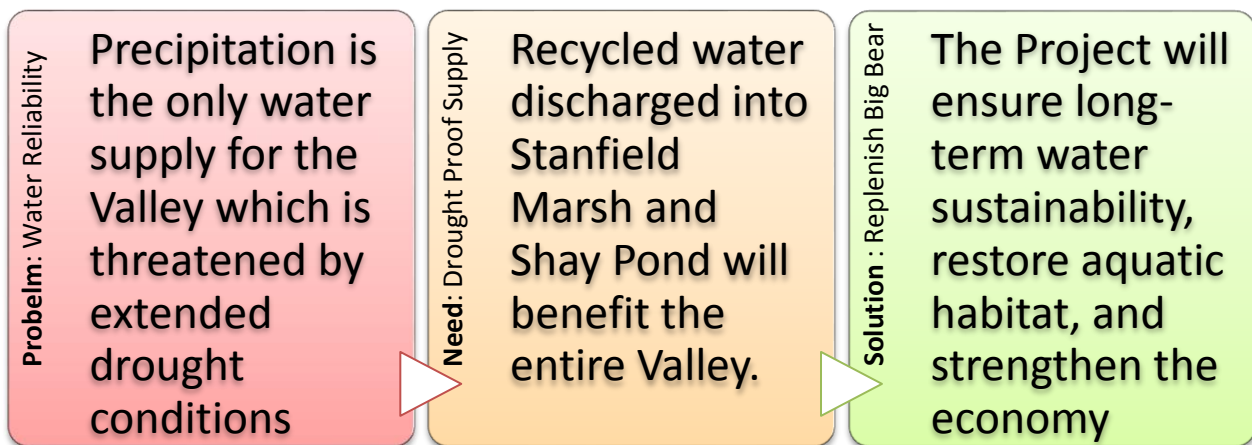 Probelm: Water Reliability
Precipitation is
the only water
supply for the
Valley which is
threatened by
extended
drought
conditions
Need: Drought Proof Supply
Recycled water
discharged into
Stanfield
Marsh and
Shay Pond will
benefit the
entire Valley.
Solution : Replenish Big Bear
The Project will
ensure long-
term water
sustainability,
restore aquatic
habitat, and
strengthen the
economy